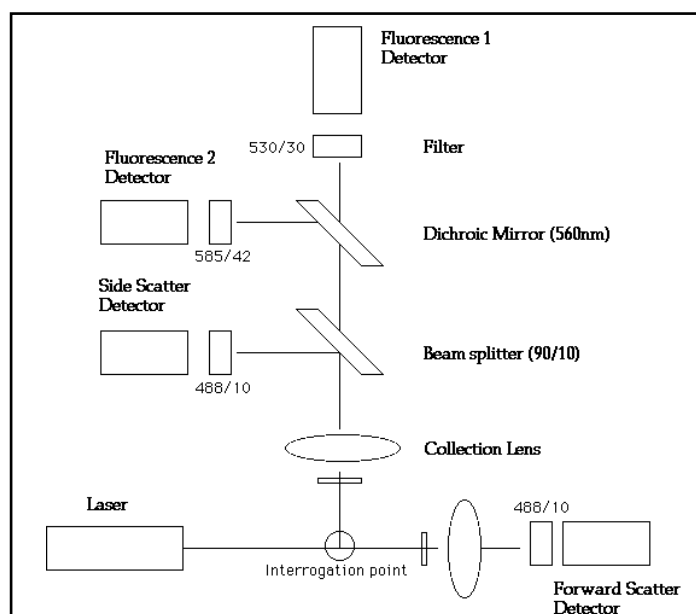 Fluorescence 1
Detector
530/30
Filter
Fluorescence 2
Detector
585/42
Dichroic Mirror (560nm)
Side Scatter
Detector
488/10
Beam splitter (90/10)
Collection Lens
Laser
488/10
Interrogation point
Forward Scatter
Detector